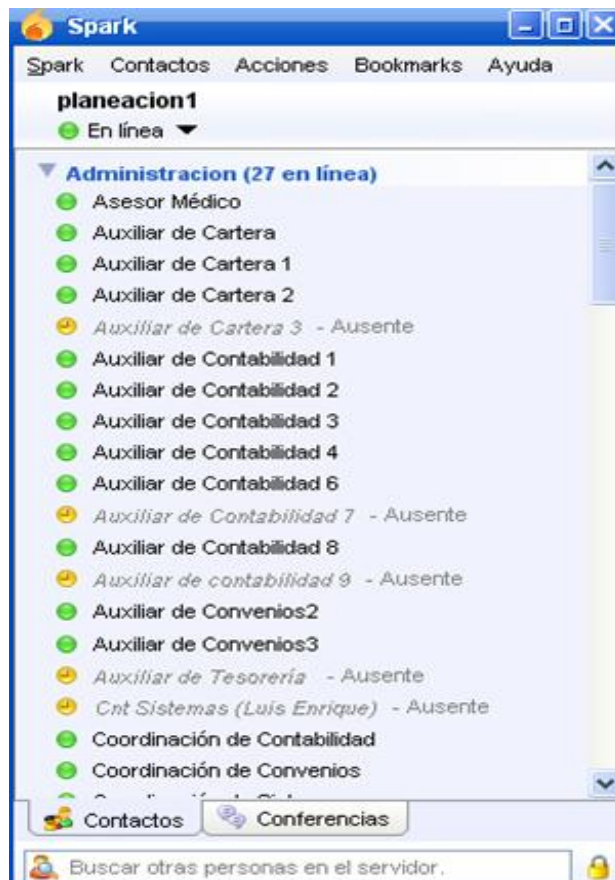 Spark
Spark Contactos Acciones Bookmarks Ayuda
planeacion1
En línea
Administracion (27 en línea)
Asesor Médico
Auxiliar de Cartera
Auxiliar de Cartera 1
Auxiliar de Cartera 2
Auxiliar de Cartera 3 - Ausente
Auxiliar de Contabilidad 1
Auxiliar de Contabilidad 2
Auxiliar de Contabilidad 3
Auxiliar de Contabilidad 4
Auxiliar de Contabilidad 6
Auxiliar de Contabilidad 7 - Ausente
Auxiliar de Contabilidad 8
Auxiliar de contabilidad 9 - Ausente
Auxiliar de Convenios2
Auxiliar de Convenios3
Auxiliar de Tesorería - Ausente
Cnt Sistemas (Luis Enrique) - Ausente
Coordinación de Contabilidad
Coordinación de Convenios
Contactos Conferencias
Buscar otras personas en el servidor.